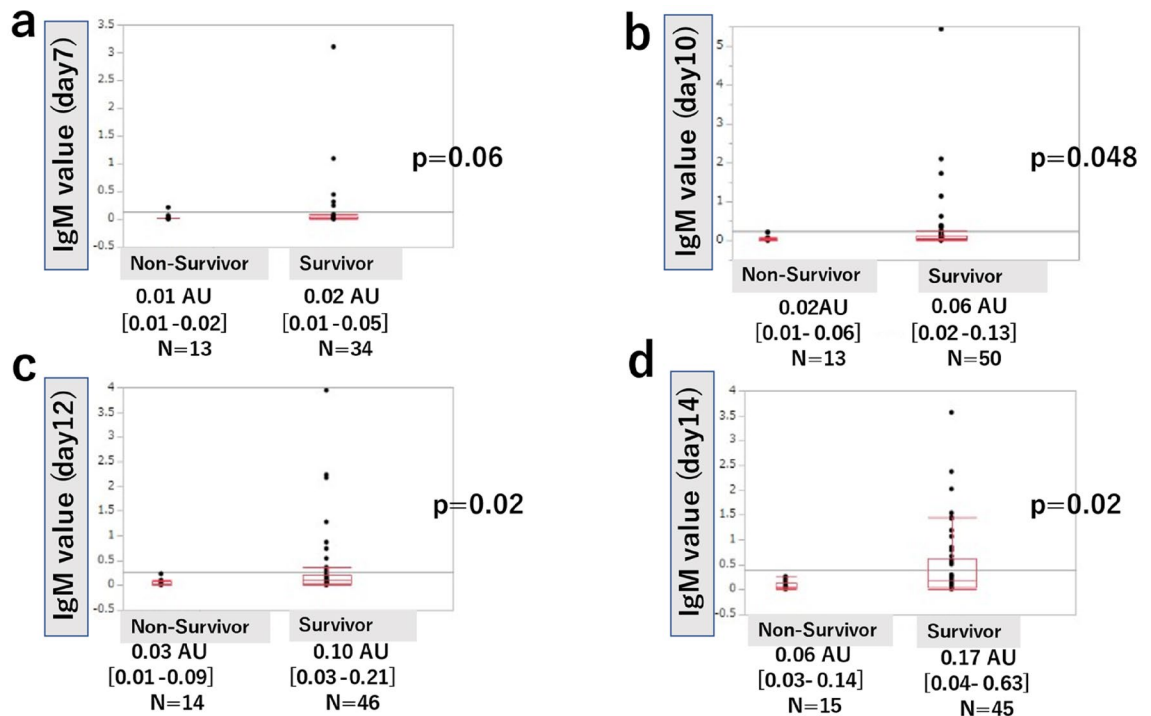 a
IgM value (day7)
3.5
3
2.5
2
1.5
1
0.5
0
-0.5
p=0.06
Non-Survivor Survivor
0.01 AU 0.02 AU
[0.01-0.02] [0.01-0.05]
N=13 N=34
b
IgM value (day10)
5
4
3
2
1
0
p=0.048
Non-Survivor Survivor
0.02AU 0.06 AU
[0.01-0.06] [0.02-0.13]
N=13 N=50
c
IgM value (day12)
4
3.5
3
2.5
2
1.5
1
0.5
0
-0.5
p=0.02
Non-Survivor Survivor
0.03 AU 0.10 AU
[0.01-0.09] [0.03-0.21]
N=14 N=46
d
IgM value (day14)
4
3.5
3
2.5
2
1.5
1
0.5
0
-0.5
p=0.02
Non-Survivor Survivor
0.06 AU 0.17 AU
[0.03-0.14] [0.04-0.63]
N=15 N=45